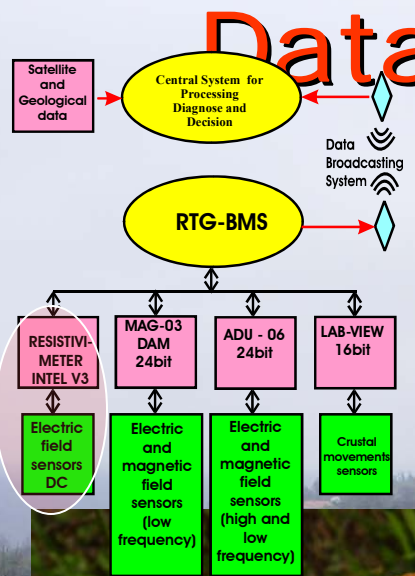 Data
Satellite
and
Geological
data
Central System for
Processing
Diagnose and
Decision
Data
Broadcasting
System
RTG-BMS
RESISTIVI-
METER
INTEL V3
MAG-03
DAM
24bit
ADU - 06
24bit
LAB-VIEW
16bit
Electric
field
sensors
DC
Electric
and
magnetic
field
sensors
(low
frequency)
Electric
and
magnetic
field
sensors
(high and
low
frequency)
Crustal
movements
sensors